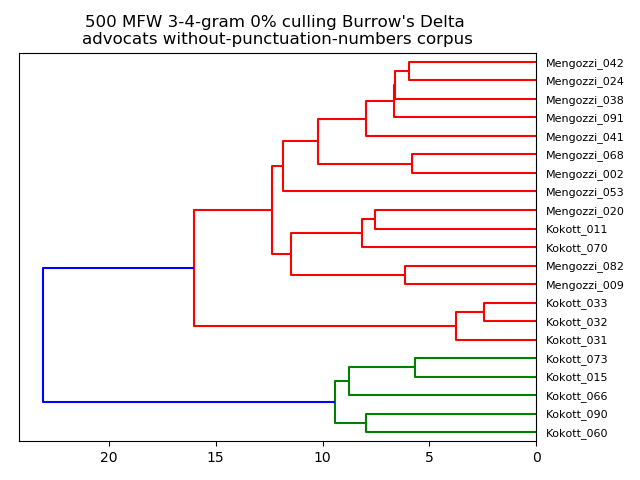 500 MFW 3-4-gram 0% culling Burrow's Delta
advocats without-punctuation-numbers corpus
Mengozzi_042
Mengozzi_024
Mengozzi_038
Mengozzi_091
Mengozzi_041
Mengozzi_068
Mengozzi_002
Mengozzi_053
Mengozzi_020
Kokott_011
Kokott_070
Mengozzi_082
Mengozzi_009
Kokott_033
Kokott_032
Kokott_031
Kokott_073
Kokott_015
Kokott_066
Kokott_090
Kokott_060
20 15 10 5 0